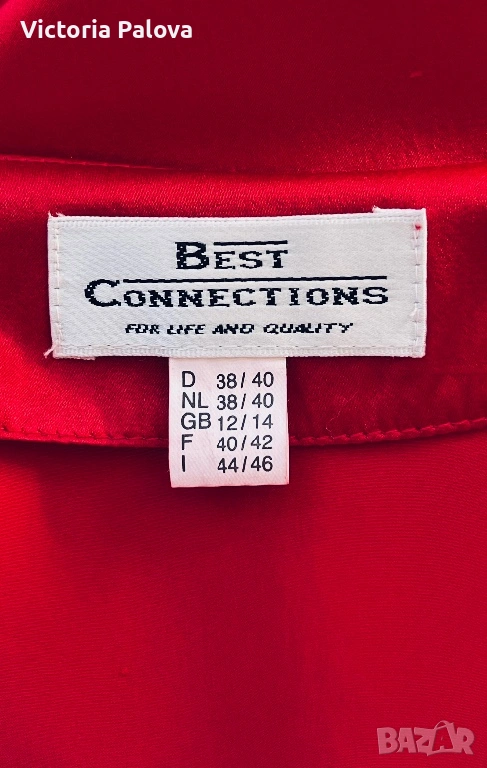 Victoria Palova
BEST
CONNECTIONS
FOR LIFE AND QUALITY
D 38/40
NL 38/40
GB 12/14
F 40/42
I 44/46
BAZAR